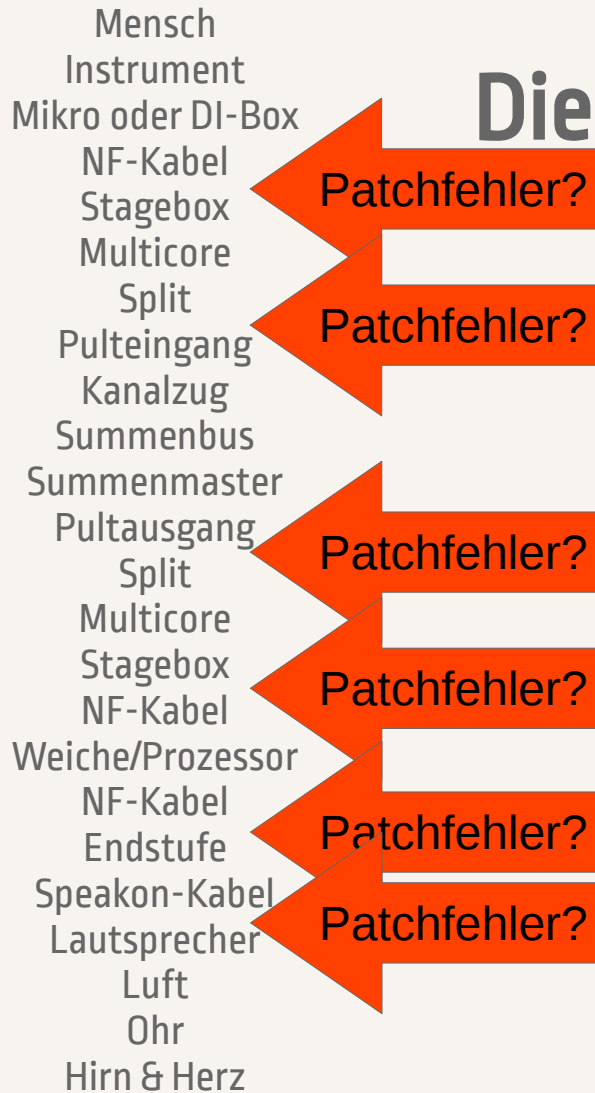 Die
Mensch
Instrument
Mikro oder DI-Box
NF-Kabel
Stagebox
Multicore
Split
Pulteingang
Kanalzug
Summenbus
Summenmaster
Pultausgang
Split
Multicore
Stagebox
NF-Kabel
Weiche/Prozessor
NF-Kabel
Endstufe
Speakon-Kabel
Lautsprecher
Luft
Ohr
Hirn & Herz
Patchfehler?
Patchfehler?
Patchfehler?
Patchfehler?
Patchfehler?
Patchfehler?